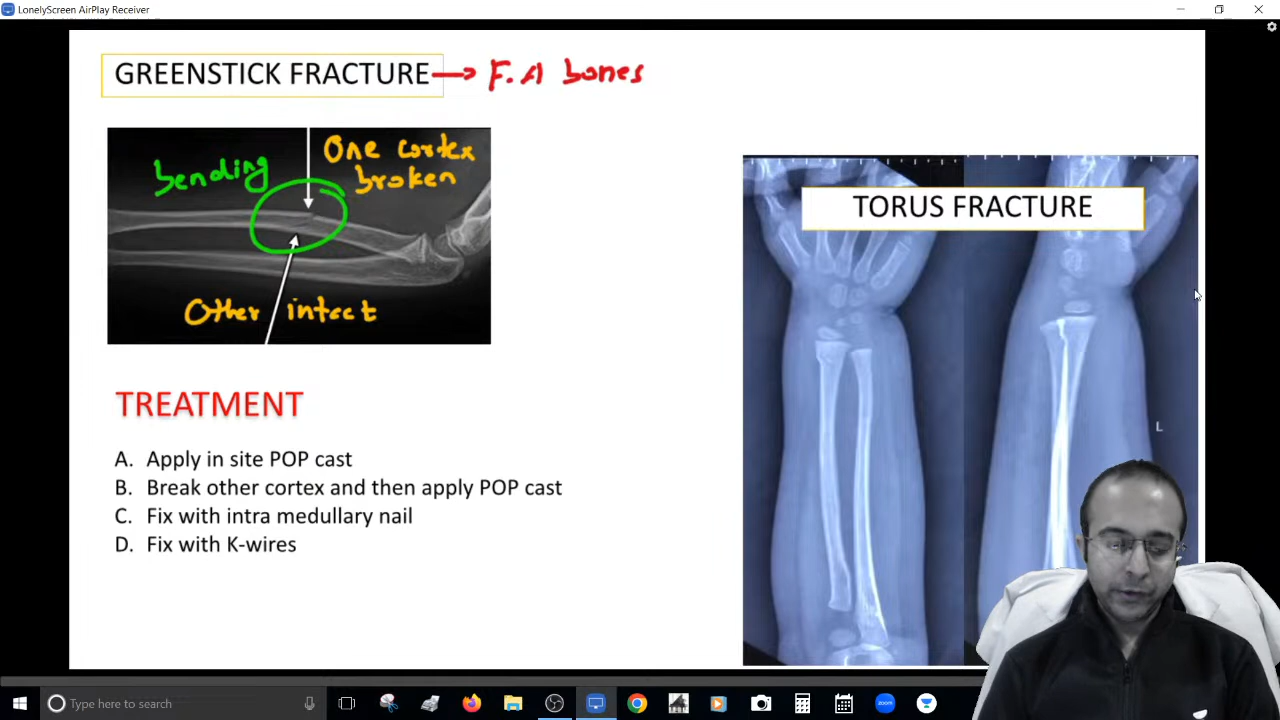 LonelyScreen AirPlay Receiver
GREENSTICK FRACTURE → F.A bones
bending
One cortex
broken
Other intact
TORUS FRACTURE
L
TREATMENT
A. Apply in site POP cast
B. Break other cortex and then apply POP cast
C. Fix with intra medullary nail
D. Fix with K-wires
Type here to search
zoom